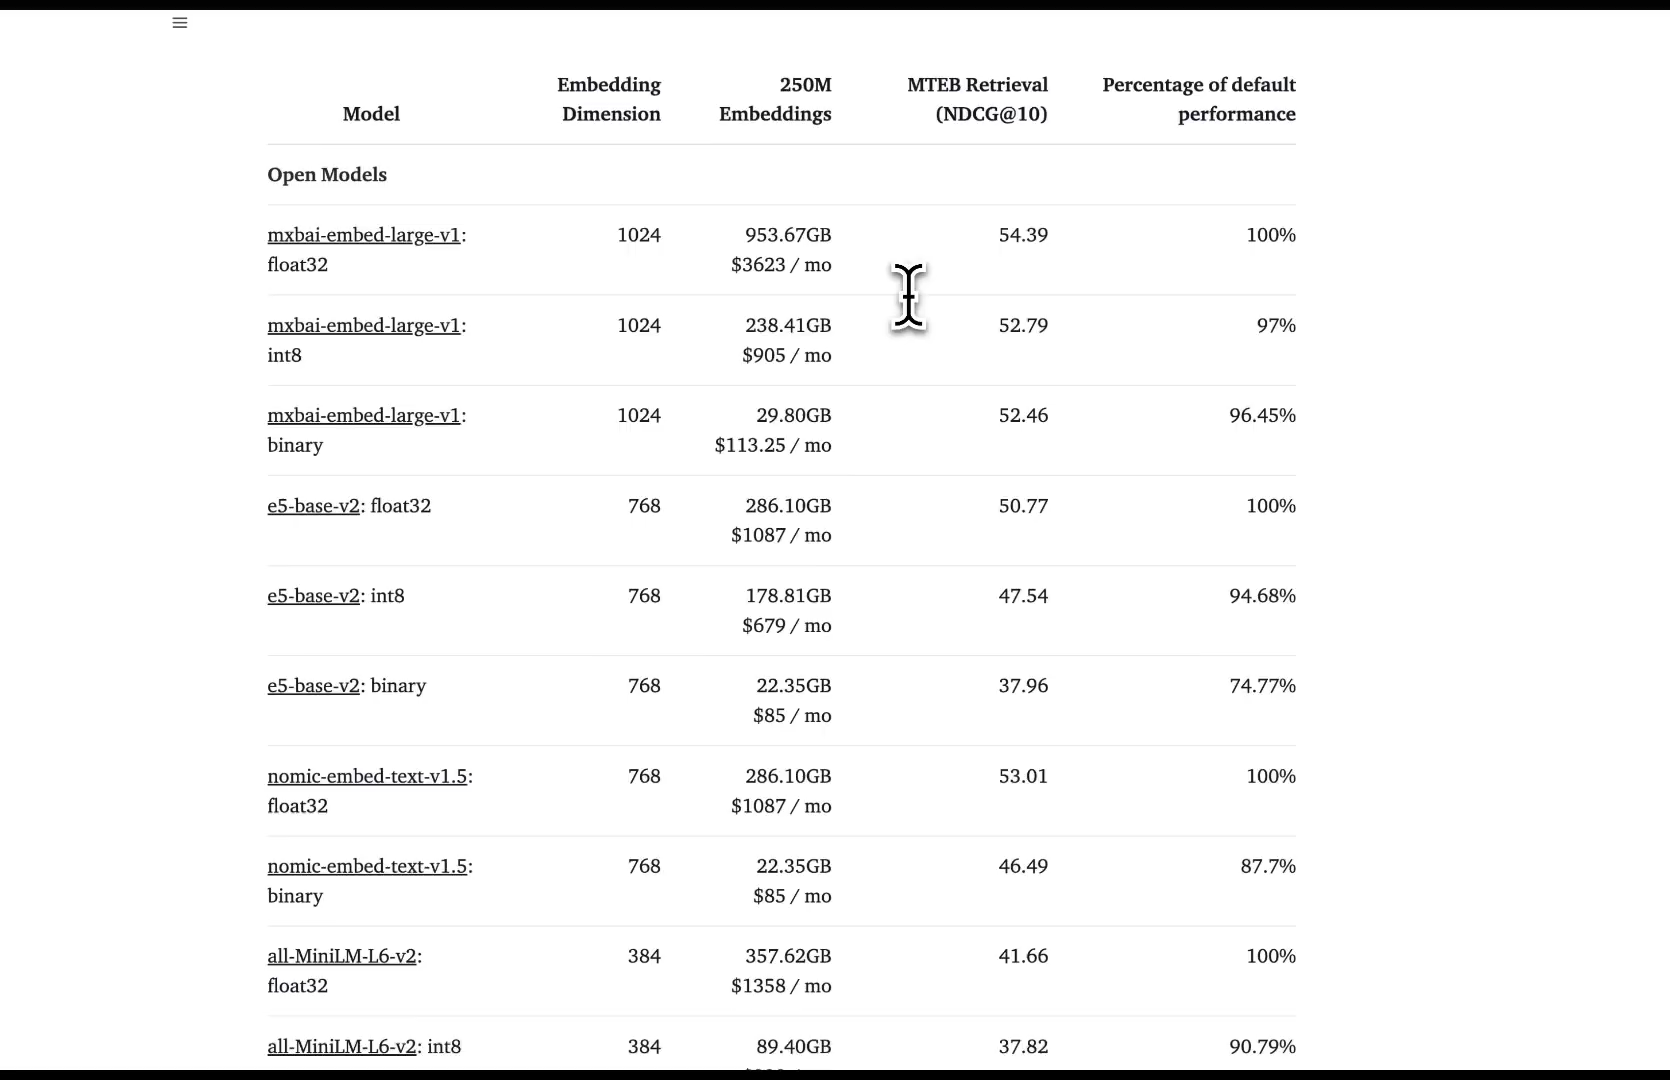 Model Embedding Dimension 250M Embeddings MTEB Retrieval (NDCG@10) Percentage of default performance
Open Models
mxbai-embed-large-v1: 1024 953.67GB 54.39 100%
float32 $3623 / mo
mxbai-embed-large-v1: 1024 238.41GB 52.79 97%
int8 $905 / mo
mxbai-embed-large-v1: 1024 29.80GB 52.46 96.45%
binary $113.25 / mo
e5-base-v2: float32 768 286.10GB 50.77 100%
$1087 / mo
e5-base-v2: int8 768 178.81GB 47.54 94.68%
$679 / mo
e5-base-v2: binary 768 22.35GB 37.96 74.77%
$85 / mo
nomic-embed-text-v1.5: 768 286.10GB 53.01 100%
float32 $1087 / mo
nomic-embed-text-v1.5: 768 22.35GB 46.49 87.7%
binary $85 / mo
all-MiniLM-L6-v2: 384 357.62GB 41.66 100%
float32 $1358 / mo
all-MiniLM-L6-v2: int8 384 89.40GB 37.82 90.79%